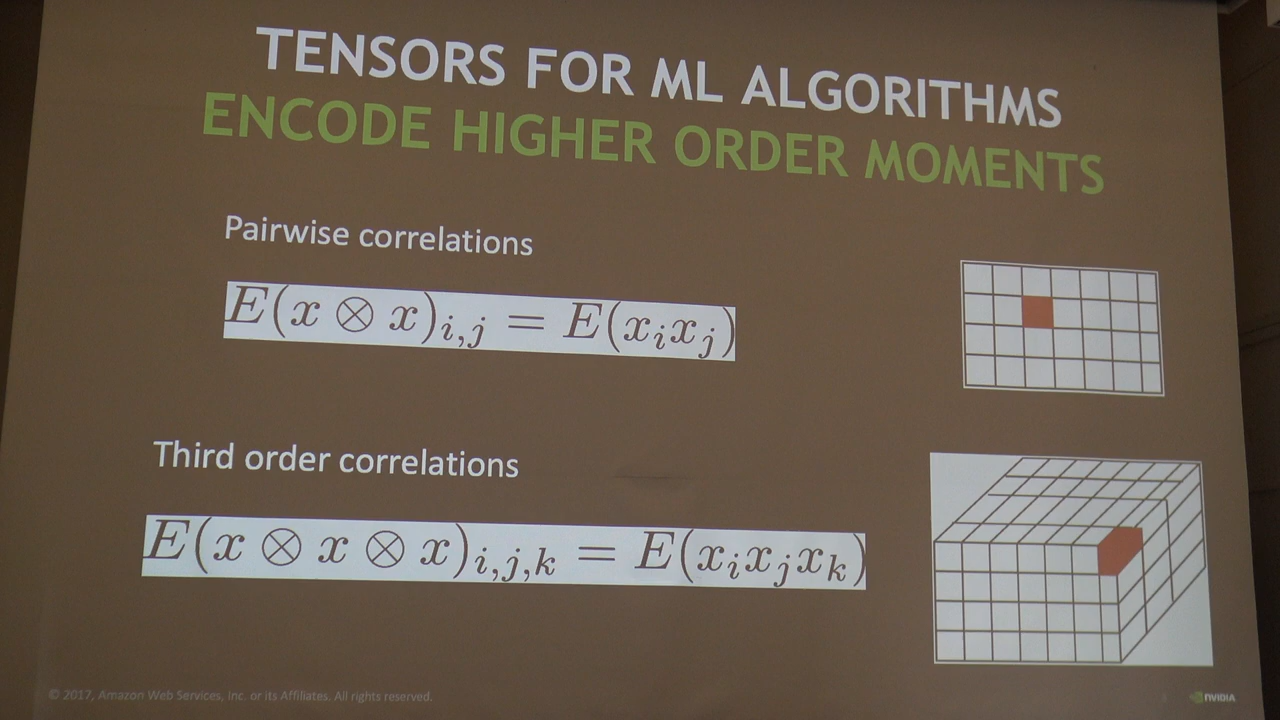 TENSORS FOR ML ALGORITHMS
ENCODE HIGHER ORDER MOMENTS
Pairwise correlations
E(x ⊗ x)_{i,j} = E(x_i x_j)
Third order correlations
E(x ⊗ x ⊗ x)_{i,j,k} = E(x_i x_j x_k)
© 2017, Amazon Web Services, Inc. or its Affiliates. All rights reserved.
NVIDIA